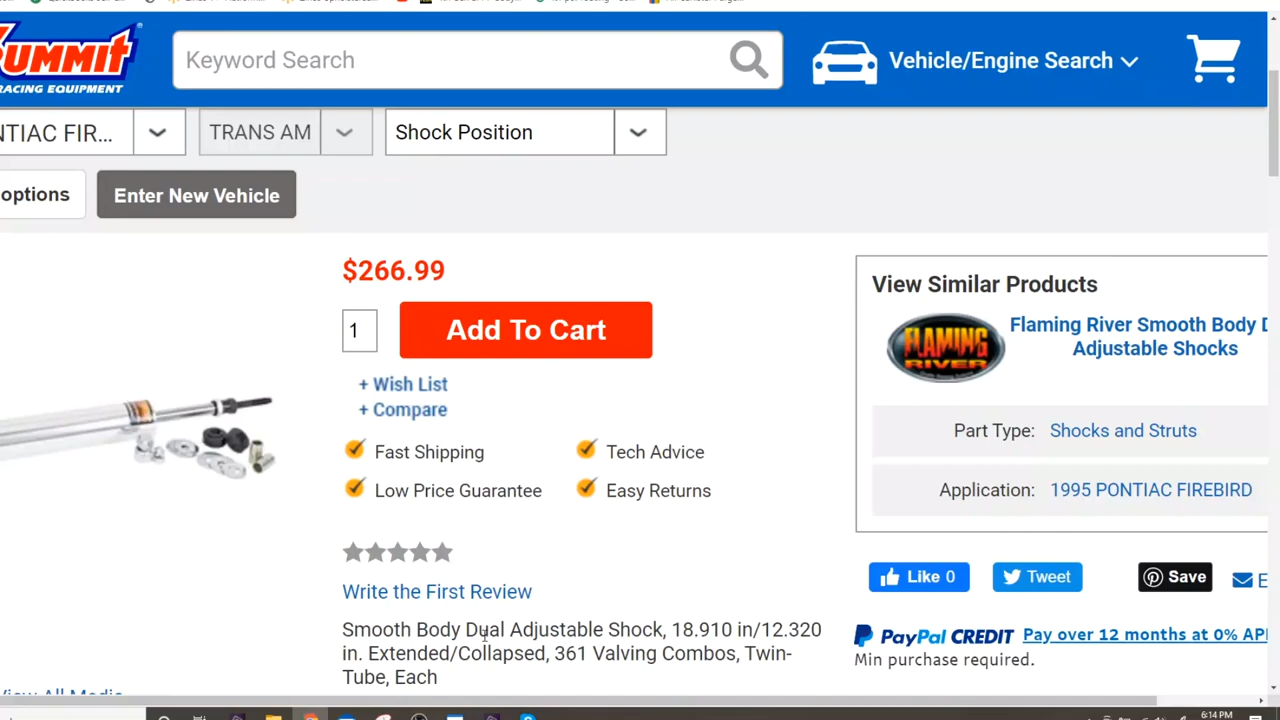 SUMMIT
RACING EQUIPMENT
Keyword Search
Vehicle/Engine Search
NTIAC FIR...
TRANS AM
Shock Position
options
Enter New Vehicle
$266.99
1
Add To Cart
+ Wish List
+ Compare
Fast Shipping
Tech Advice
Low Price Guarantee
Easy Returns
Write the First Review
Smooth Body Dual Adjustable Shock, 18.910 in/12.320
in. Extended/Collapsed, 361 Valving Combos, Twin-
Tube, Each
View All Media
View Similar Products
FLAMING
RIVER
Flaming River Smooth Body D
Adjustable Shocks
Part Type: Shocks and Struts
Application: 1995 PONTIAC FIREBIRD
Like 0
Tweet
Save
E
PayPal CREDIT Pay over 12 months at 0% AP
Min purchase required.
6:14 PM